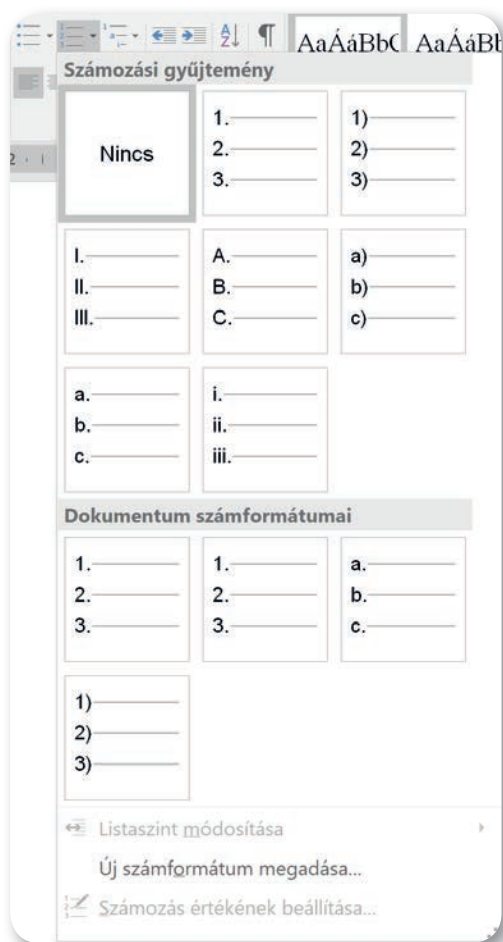 AaÁáBbC AaÁáBb
Számozási gyűjtemény
Nincs
1.
2.
3.
1)
2)
3)
I.
II.
III.
A.
B.
C.
a)
b)
c)
a.
b.
c.
i.
ii.
iii.
Dokumentum számformátumai
1.
2.
3.
1.
2.
3.
a.
b.
c.
1)
2)
3)
Listaszint módosítása
Új számformátum megadása...
Számozás értékének beállítása...